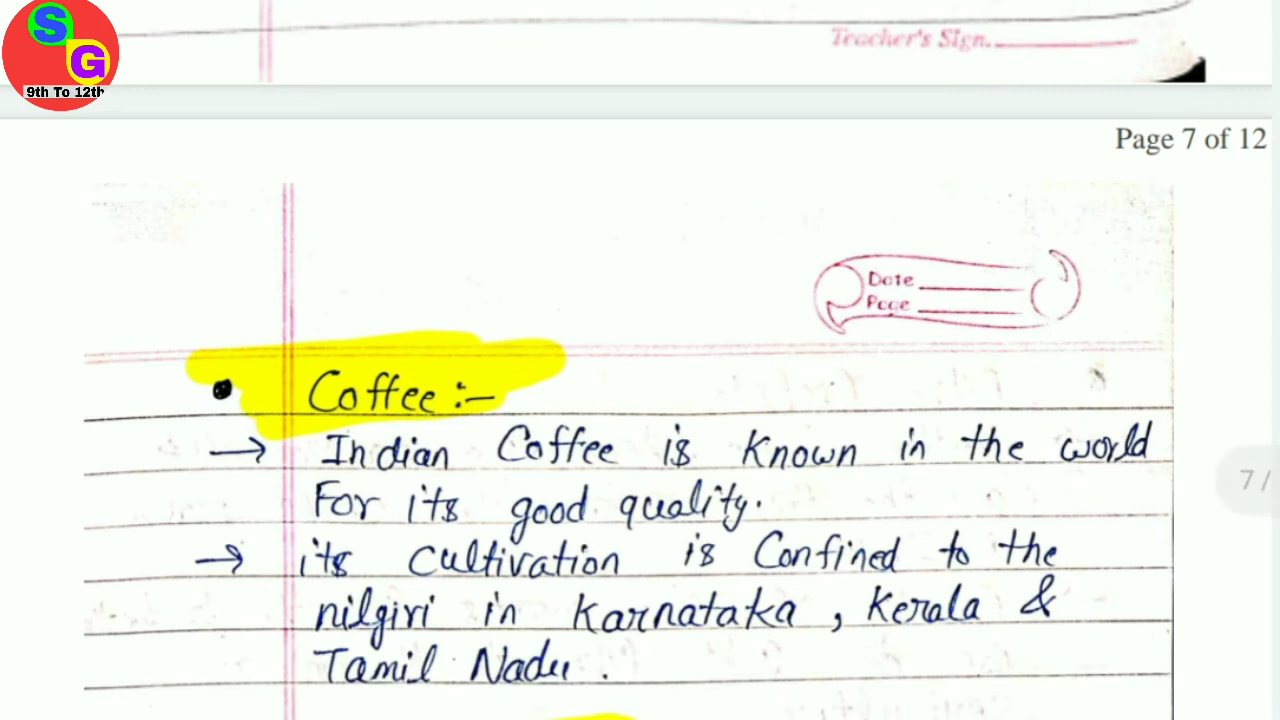 SG
9th To 12th
Teacher's Sign.
Page 7 of 12
Date
Page
Coffee :-
→ Indian Coffee is known in the world
For its good quality.
→ its Cultivation is Confined to the
nilgiri in Karnataka, Kerala &
Tamil Nadu.
7 /